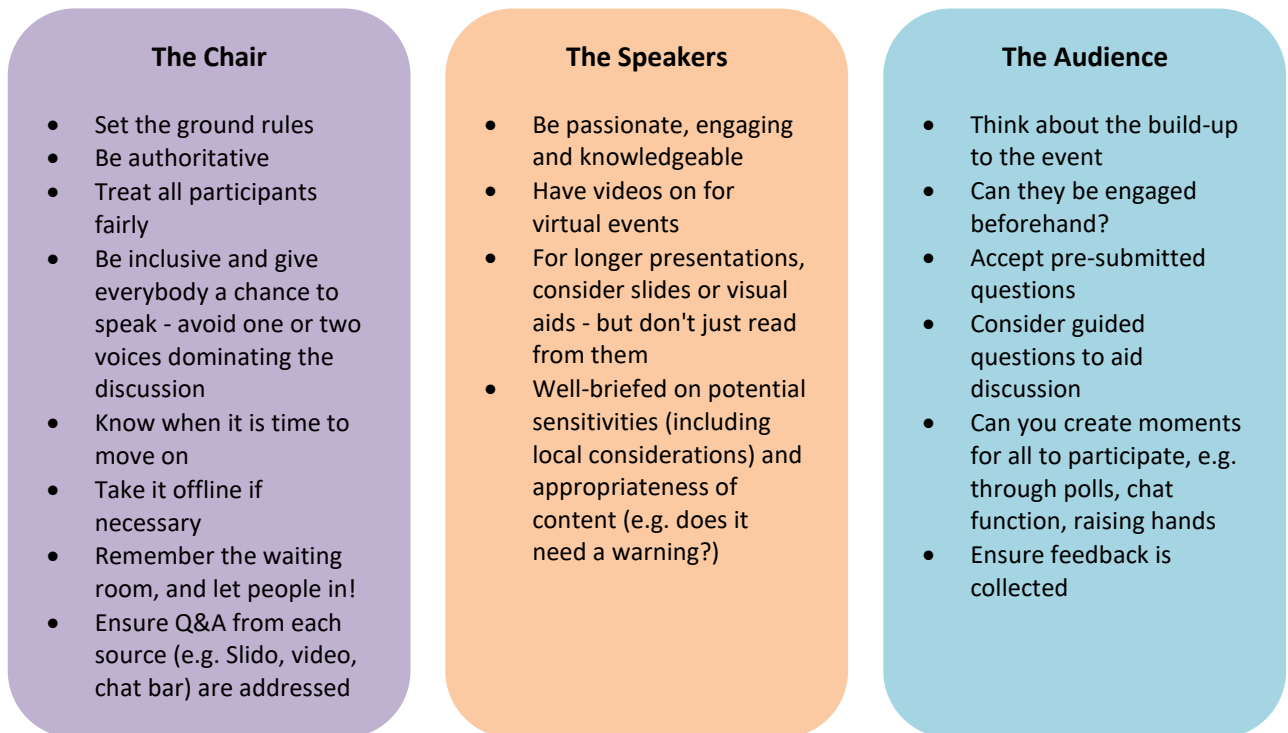 The Chair
• Set the ground rules
• Be authoritative
• Treat all participants
fairly
• Be inclusive and give
everybody a chance to
speak - avoid one or two
voices dominating the
discussion
• Know when it is time to
move on
• Take it offline if
necessary
• Remember the waiting
room, and let people in!
• Ensure Q&A from each
source (e.g. Slido, video,
chat bar) are addressed
The Speakers
• Be passionate, engaging
and knowledgeable
• Have videos on for
virtual events
• For longer presentations,
consider slides or visual
aids - but don't just read
from them
• Well-briefed on potential
sensitivities (including
local considerations) and
appropriateness of
content (e.g. does it
need a warning?)
The Audience
• Think about the build-up
to the event
• Can they be engaged
beforehand?
• Accept pre-submitted
questions
• Consider guided
questions to aid
discussion
• Can you create moments
for all to participate, e.g.
through polls, chat
function, raising hands
• Ensure feedback is
collected